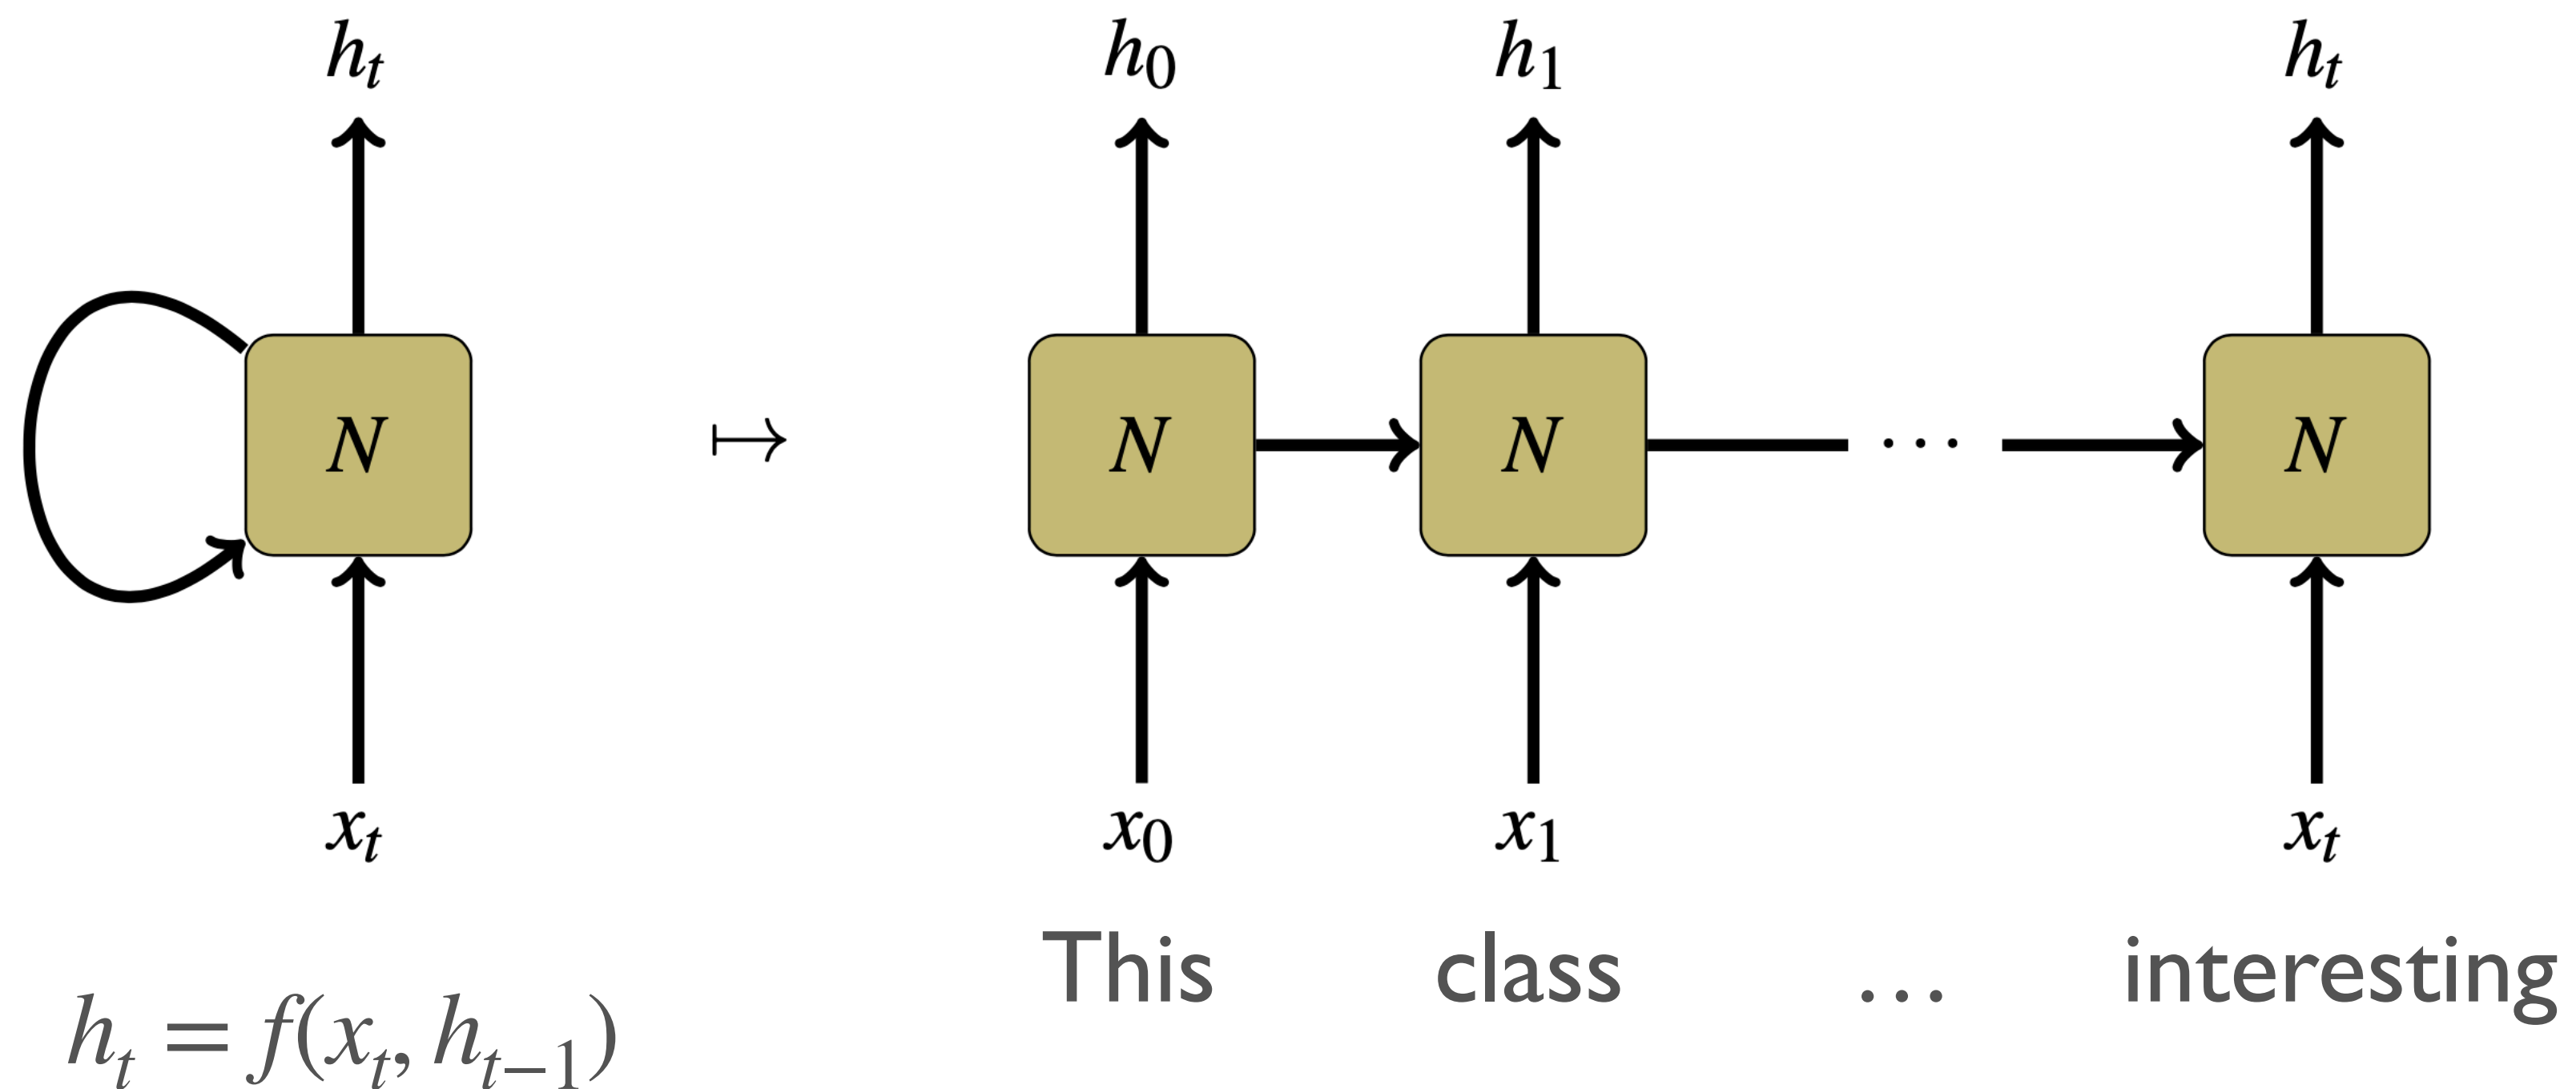 h_t h_0 h_1 h_t
N ↦ N N ⋯ N
x_t x_0 x_1 x_t
This class … interesting
h_t = f(x_t, h_{t−1})